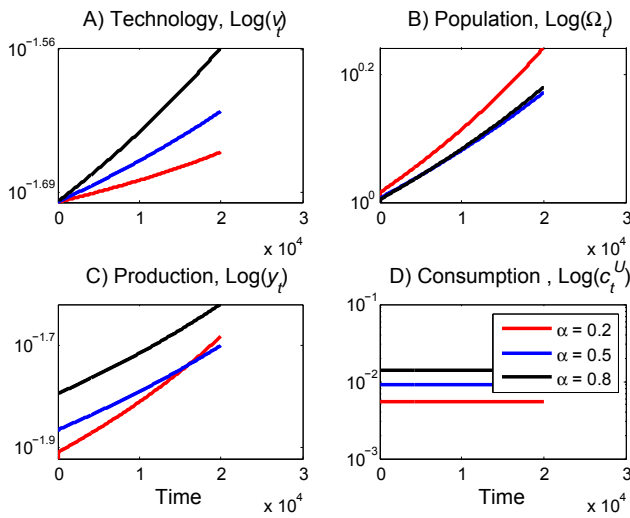 A) Technology, Log(v_t)
B) Population, Log(Ω_t)
10^-1.56
10^-1.69
0 1 2 3
x 10^4
10^0.2
10^0
0 1 2 3
x 10^4
C) Production, Log(y_t)
D) Consumption , Log(c_t^U)
10^-1.7
10^-1.9
0 1 2 3
x 10^4
Time
10^-1
10^-2
10^-3
0 1 2 3
x 10^4
Time
α = 0.2
α = 0.5
α = 0.8